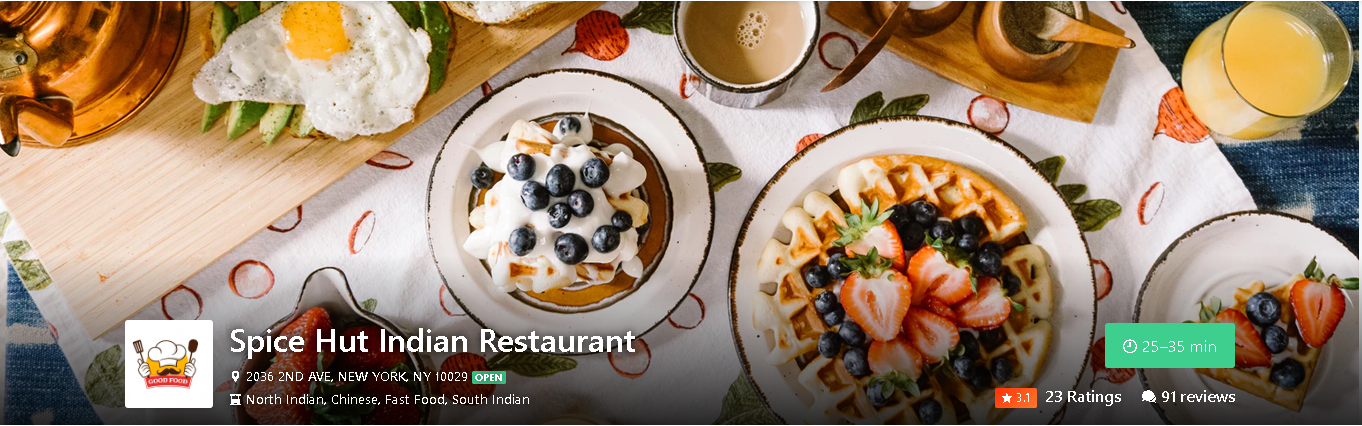 Spice Hut Indian Restaurant
2036 2ND AVE, NEW YORK, NY 10029 OPEN
North Indian, Chinese, Fast Food, South Indian
GOOD FOOD
25–35 min
3.1 23 Ratings 91 reviews